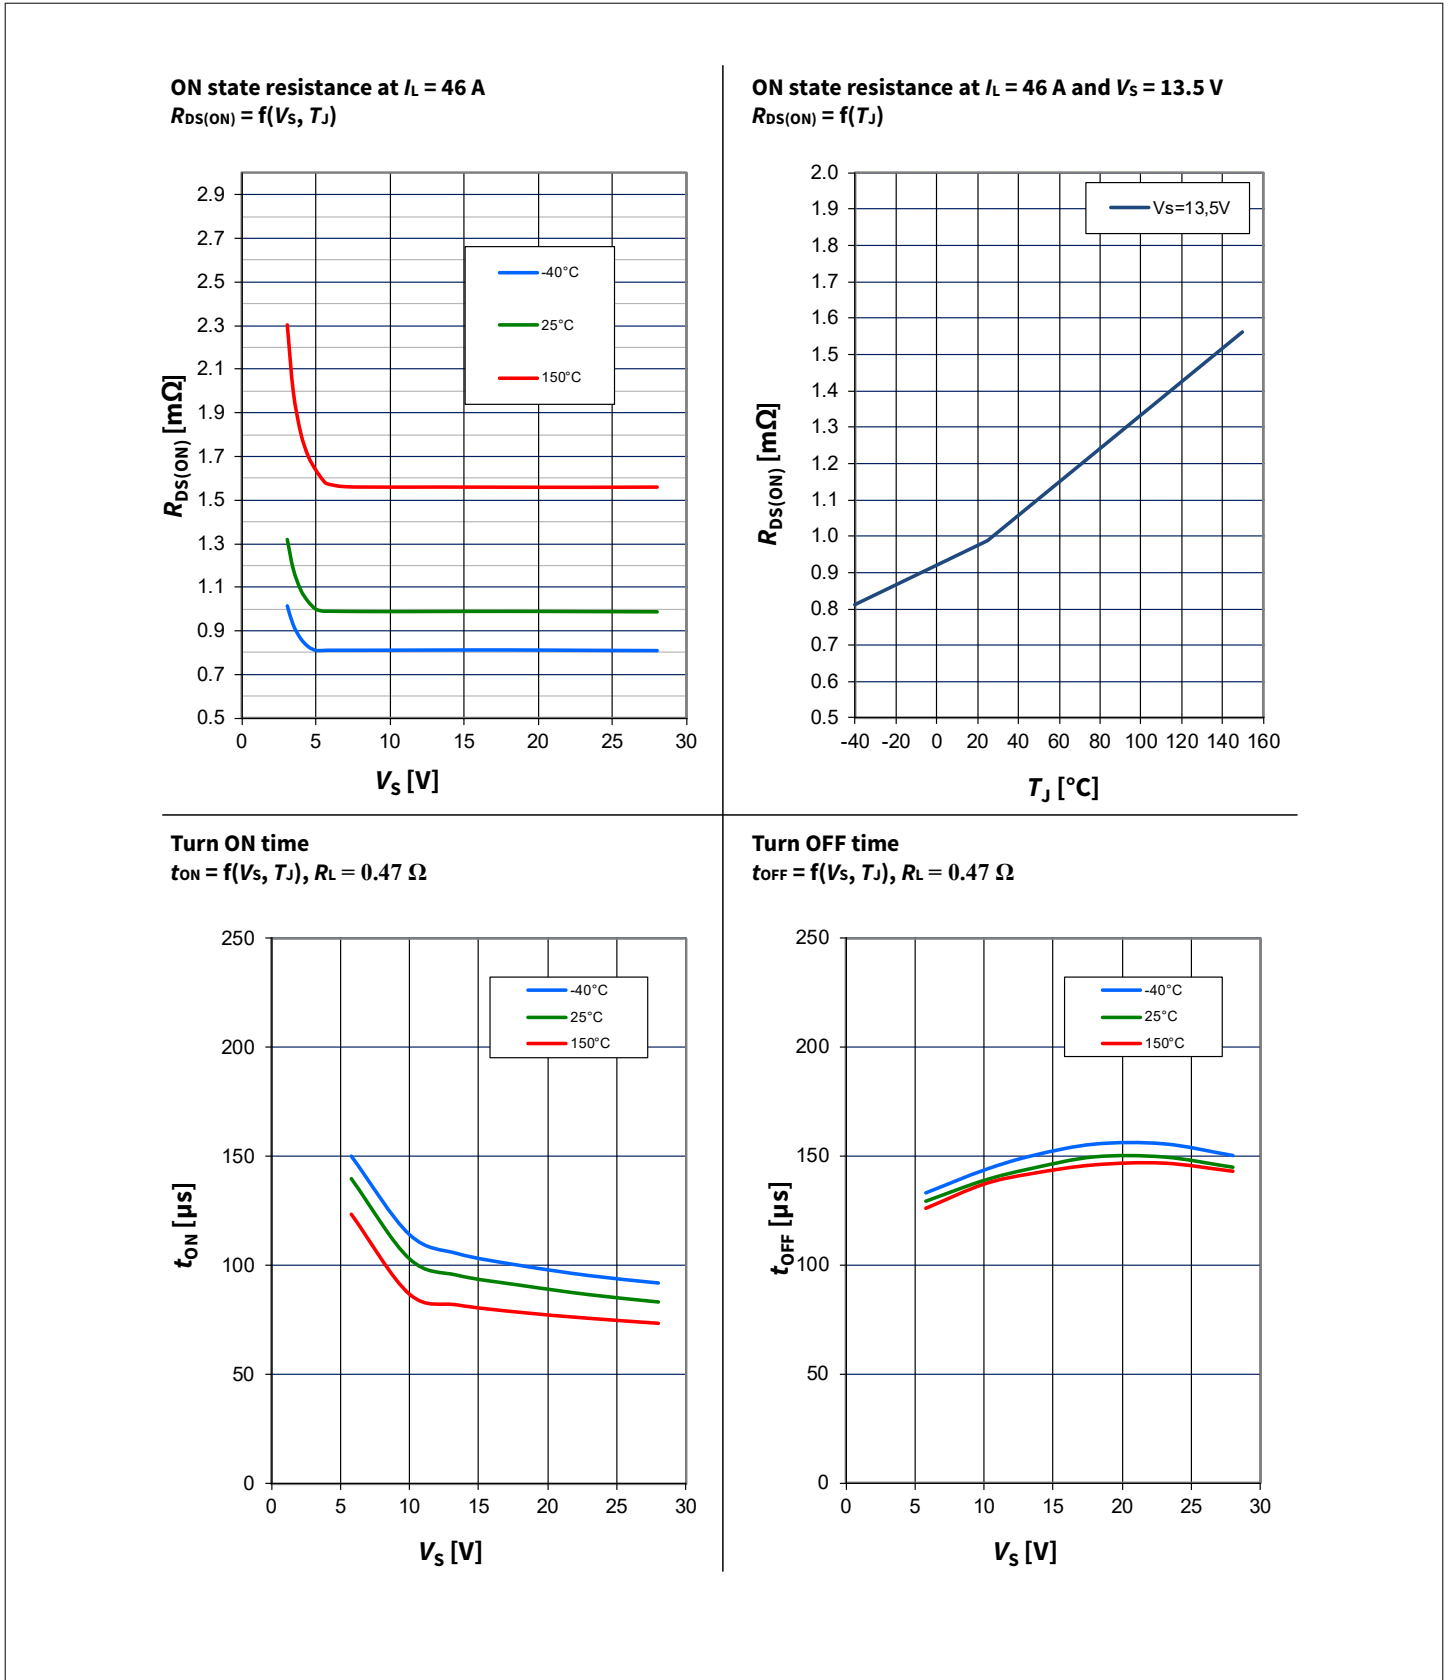 ON state resistance at IL = 46 A
RDS(ON) = f(VS, TJ)
2.9
2.7
2.5
2.3
2.1
1.9
1.7
1.5
1.3
1.1
0.9
0.7
0.5
0 5 10 15 20 25 30
-40°C
25°C
150°C
RDS(ON) [mΩ]
VS [V]
ON state resistance at IL = 46 A and VS = 13.5 V
RDS(ON) = f(TJ)
2.0
1.9
1.8
1.7
1.6
1.5
1.4
1.3
1.2
1.1
1.0
0.9
0.8
0.7
0.6
0.5
-40 -20 0 20 40 60 80 100 120 140 160
Vs=13,5V
RDS(ON) [mΩ]
TJ [°C]
Turn ON time
tON = f(VS, TJ), RL = 0.47 Ω
250
200
150
100
50
0
0 5 10 15 20 25 30
-40°C
25°C
150°C
tON [µs]
VS [V]
Turn OFF time
tOFF = f(VS, TJ), RL = 0.47 Ω
250
200
150
100
50
0
0 5 10 15 20 25 30
-40°C
25°C
150°C
tOFF [µs]
VS [V]